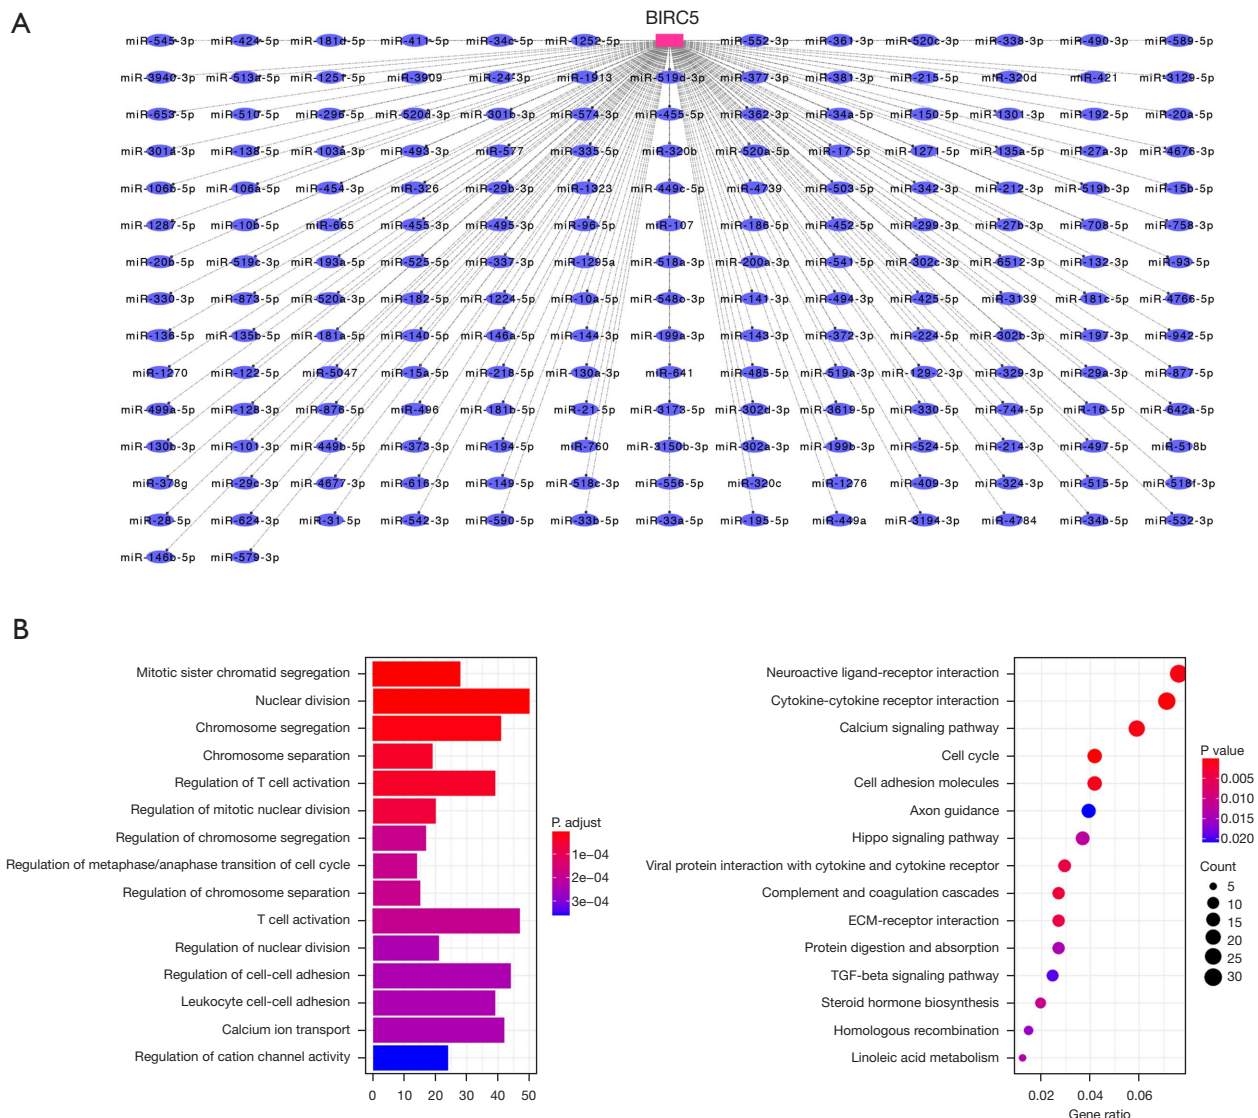 A
BIRC5
miR-545-3p miR-424-5p miR-181d-5p miR-411-5p miR-34c-5p miR-1252-5p miR-552-3p miR-361-3p miR-520c-3p miR-338-3p miR-490-3p miR-589-5p
miR-3940-3p miR-513a-5p miR-1251-5p miR-3909 miR-24-3p miR-1913 miR-519d-3p miR-377-3p miR-381-3p miR-215-5p miR-320d miR-421 miR-3129-5p
miR-653-5p miR-510-5p miR-296-5p miR-520d-3p miR-301b-3p miR-574-3p miR-455-5p miR-362-3p miR-34a-5p miR-150-5p miR-1301-3p miR-192-5p miR-20a-5p
miR-301a-3p miR-138-5p miR-103a-3p miR-493-3p miR-577 miR-335-5p miR-320b miR-520a-5p miR-17-5p miR-1271-5p miR-135a-5p miR-27a-3p miR-4676-3p
miR-1066-5p miR-106a-5p miR-454-3p miR-326 miR-29b-3p miR-1323 miR-449c-5p miR-4739 miR-503-5p miR-342-3p miR-212-3p miR-519b-3p miR-15b-5p
miR-1287-5p miR-10b-5p miR-665 miR-455-3p miR-495-3p miR-96-5p miR-107 miR-186-5p miR-452-5p miR-299-3p miR-27b-3p miR-708-5p miR-758-3p
miR-20b-5p miR-519c-3p miR-193a-5p miR-525-5p miR-337-3p miR-1295a miR-518a-3p miR-200a-3p miR-541-5p miR-302c-3p miR-6512-3p miR-132-3p miR-93-5p
miR-330-3p miR-873-5p miR-520a-3p miR-182-5p miR-1224-5p miR-10a-5p miR-548c-3p miR-141-3p miR-494-3p miR-425-5p miR-3139 miR-181c-5p miR-4766-5p
miR-136-5p miR-135b-5p miR-181a-5p miR-140-5p miR-146a-5p miR-144-3p miR-199a-3p miR-143-3p miR-372-3p miR-224-5p miR-302b-3p miR-197-3p miR-942-5p
miR-1270 miR-122-5p miR-5047 miR-15a-5p miR-218-5p miR-130a-3p miR-641 miR-485-5p miR-519a-3p miR-129-2-3p miR-329-3p miR-29a-3p miR-877-5p
miR-499a-5p miR-128-3p miR-876-5p miR-496 miR-181b-5p miR-21-5p miR-3173-5p miR-302d-3p miR-3619-5p miR-330-5p miR-744-5p miR-16-5p miR-642a-5p
miR-130b-3p miR-101-3p miR-449b-5p miR-373-3p miR-194-5p miR-760 miR-3150b-3p miR-302a-3p miR-199b-3p miR-524-5p miR-214-3p miR-497-5p miR-518b
miR-378g miR-29c-3p miR-4677-3p miR-616-3p miR-149-5p miR-518c-3p miR-556-5p miR-320c miR-1276 miR-409-3p miR-324-3p miR-515-5p miR-518f-3p
miR-28-5p miR-624-3p miR-31-5p miR-542-3p miR-590-5p miR-33b-5p miR-33a-5p miR-195-5p miR-449a miR-3194-3p miR-4784 miR-34b-5p miR-532-3p
miR-146b-5p miR-579-3p
B
Mitotic sister chromatid segregation
Nuclear division
Chromosome segregation
Chromosome separation
Regulation of T cell activation
Regulation of mitotic nuclear division
Regulation of chromosome segregation
Regulation of metaphase/anaphase transition of cell cycle
Regulation of chromosome separation
T cell activation
Regulation of nuclear division
Regulation of cell-cell adhesion
Leukocyte cell-cell adhesion
Calcium ion transport
Regulation of cation channel activity
0 10 20 30 40 50
P. adjust
1e−04
2e−04
3e−04
Neuroactive ligand-receptor interaction
Cytokine-cytokine receptor interaction
Calcium signaling pathway
Cell cycle
Cell adhesion molecules
Axon guidance
Hippo signaling pathway
Viral protein interaction with cytokine and cytokine receptor
Complement and coagulation cascades
ECM-receptor interaction
Protein digestion and absorption
TGF-beta signaling pathway
Steroid hormone biosynthesis
Homologous recombination
Linoleic acid metabolism
0.02 0.04 0.06
Gene ratio
P value
0.005
0.010
0.015
0.020
Count
5
10
15
20
25
30